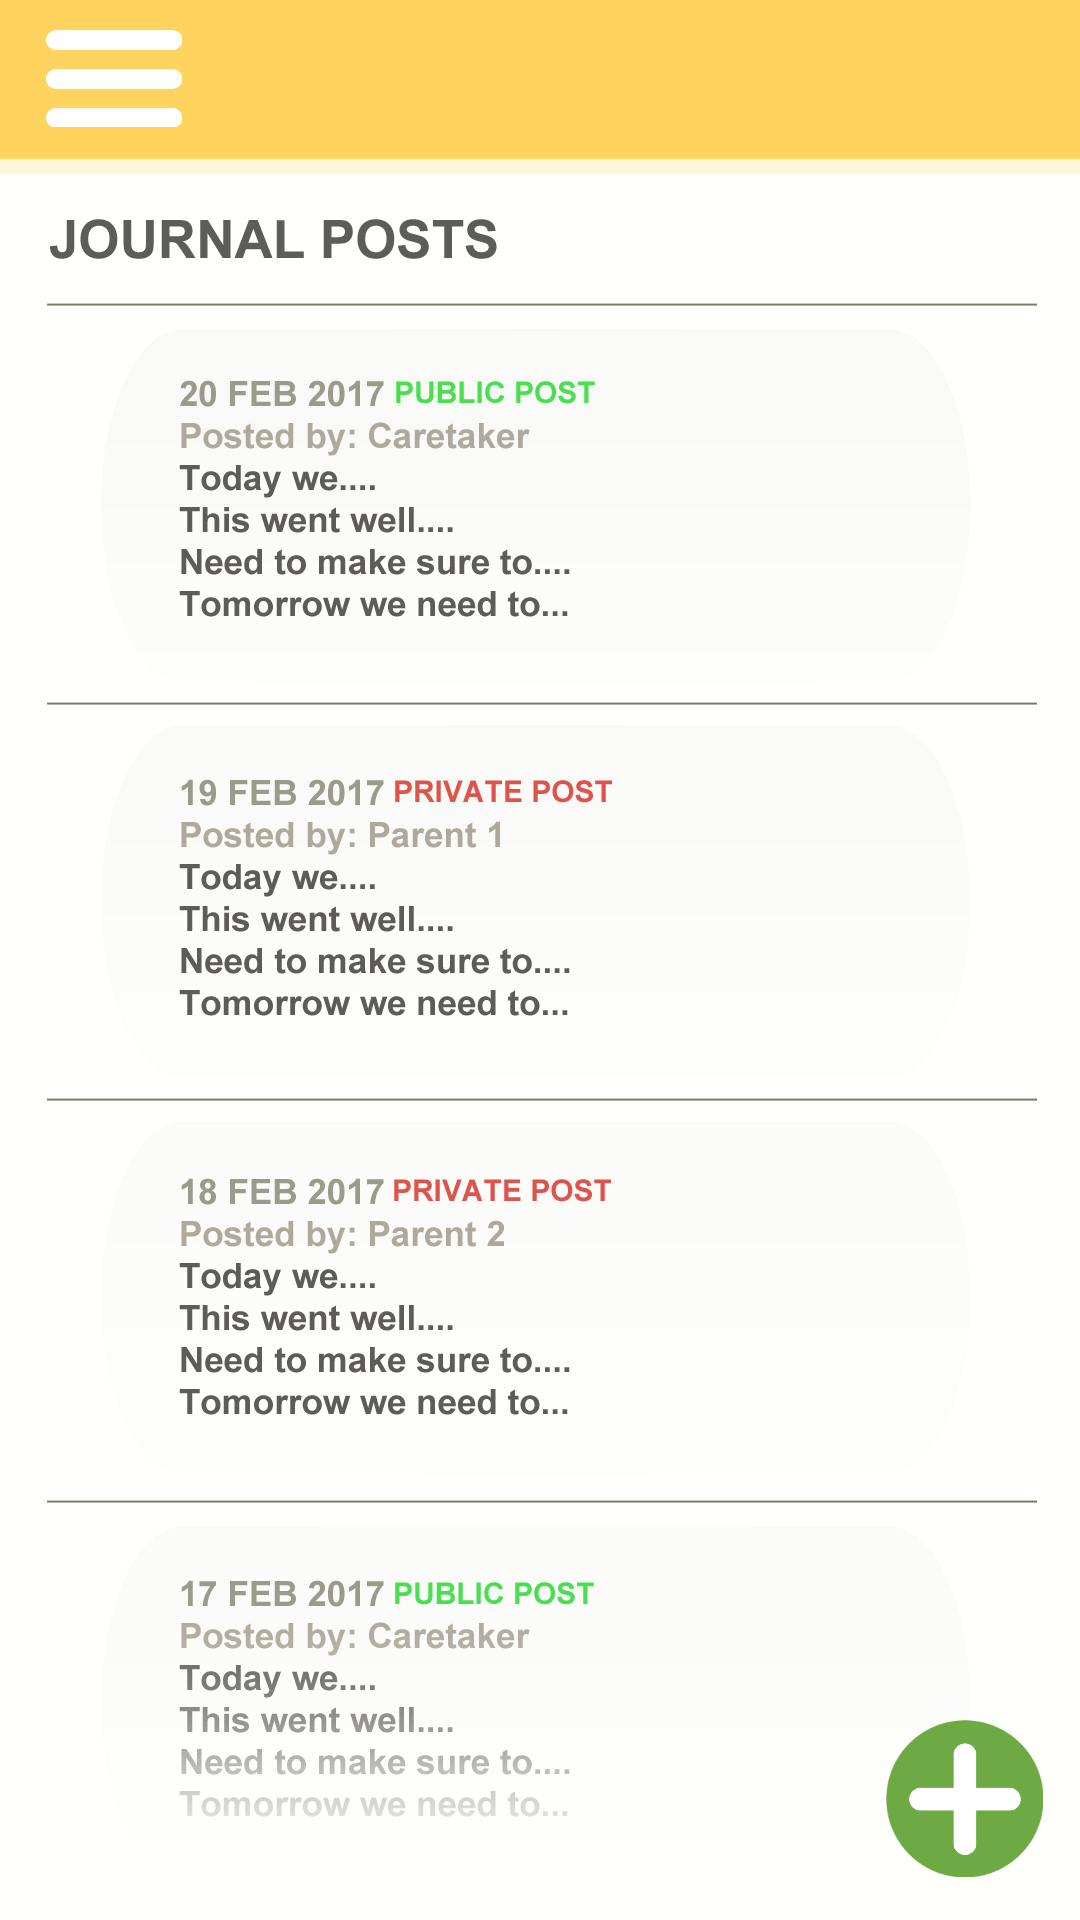 JOURNAL POSTS
20 FEB 2017 PUBLIC POST
Posted by: Caretaker
Today we....
This went well....
Need to make sure to....
Tomorrow we need to...
19 FEB 2017 PRIVATE POST
Posted by: Parent 1
Today we....
This went well....
Need to make sure to....
Tomorrow we need to...
18 FEB 2017 PRIVATE POST
Posted by: Parent 2
Today we....
This went well....
Need to make sure to....
Tomorrow we need to...
17 FEB 2017 PUBLIC POST
Posted by: Caretaker
Today we....
This went well....
Need to make sure to....
Tomorrow we need to...